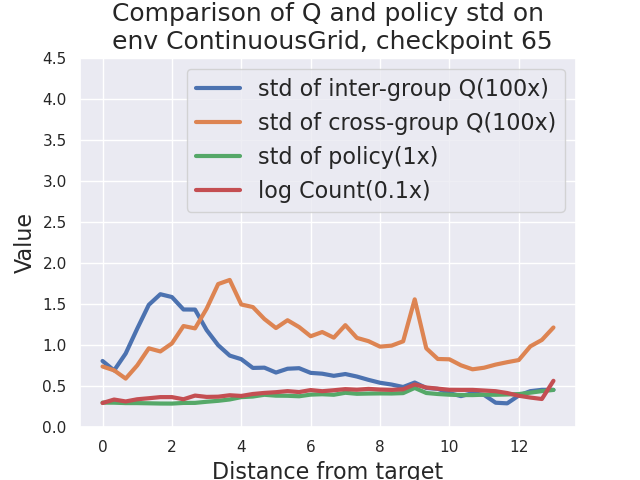 Comparison of Q and policy std on
env ContinuousGrid, checkpoint 65
4.5
4.0
3.5
3.0
2.5
2.0
1.5
1.0
0.5
0.0
Value
std of inter-group Q(100x)
std of cross-group Q(100x)
std of policy(1x)
log Count(0.1x)
0 2 4 6 8 10 12
Distance from target